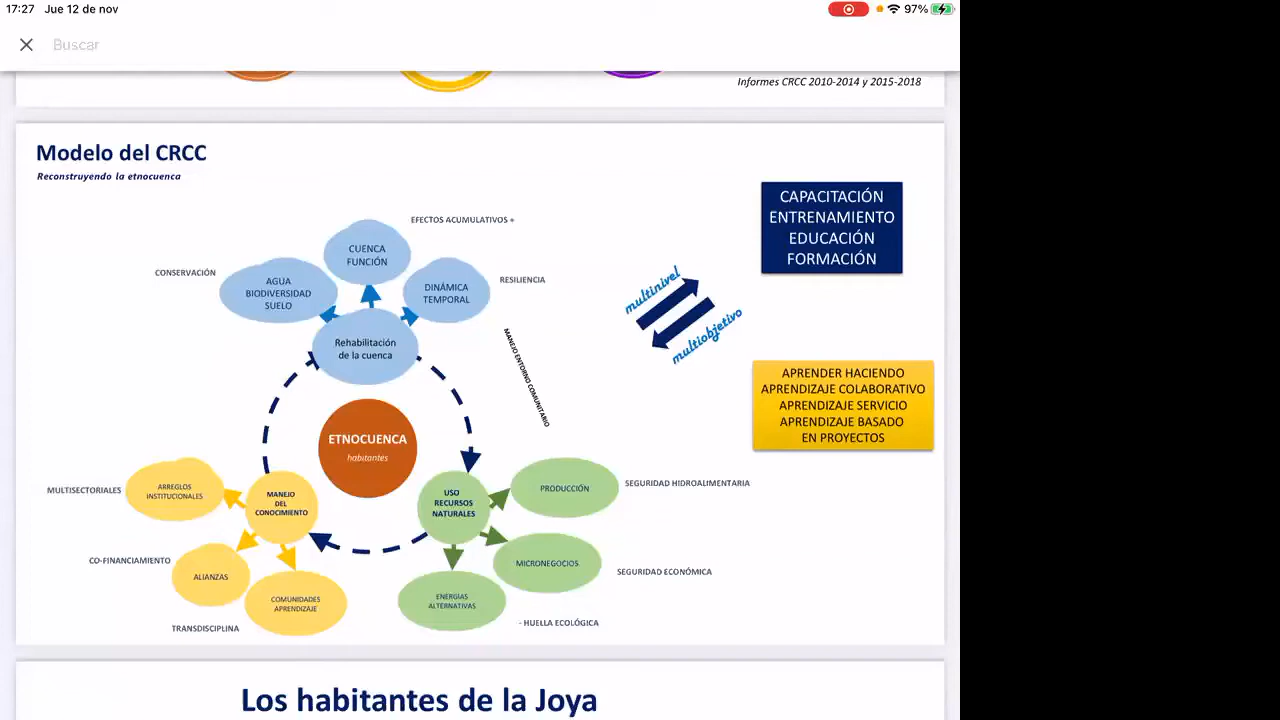 17:27 Jue 12 de nov
97%
Buscar
Informes CRCC 2010-2014 y 2015-2018
Modelo del CRCC
Reconstruyendo la etnocuenca
EFECTOS ACUMULATIVOS +
CUENCA
FUNCIÓN
CONSERVACIÓN
AGUA
BIODIVERSIDAD
SUELO
DINÁMICA
TEMPORAL
RESILIENCIA
Rehabilitación
de la cuenca
MANEJO ENTORNO COMUNITARIO
ETNOCUENCA
habitantes
MULTISECTORIALES
ARREGLOS
INSTITUCIONALES
MANEJO
DEL
CONOCIMIENTO
USO
RECURSOS
NATURALES
PRODUCCIÓN
SEGURIDAD HIDROALIMENTARIA
CO-FINANCIAMIENTO
ALIANZAS
COMUNIDADES
APRENDIZAJE
TRANSDISCIPLINA
MICRONEGOCIOS
SEGURIDAD ECONÓMICA
ENERGIAS
ALTERNATIVAS
- HUELLA ECOLÓGICA
multinivel
multiobjetivo
CAPACITACIÓN
ENTRENAMIENTO
EDUCACIÓN
FORMACIÓN
APRENDER HACIENDO
APRENDIZAJE COLABORATIVO
APRENDIZAJE SERVICIO
APRENDIZAJE BASADO
EN PROYECTOS
Los habitantes de la Joya